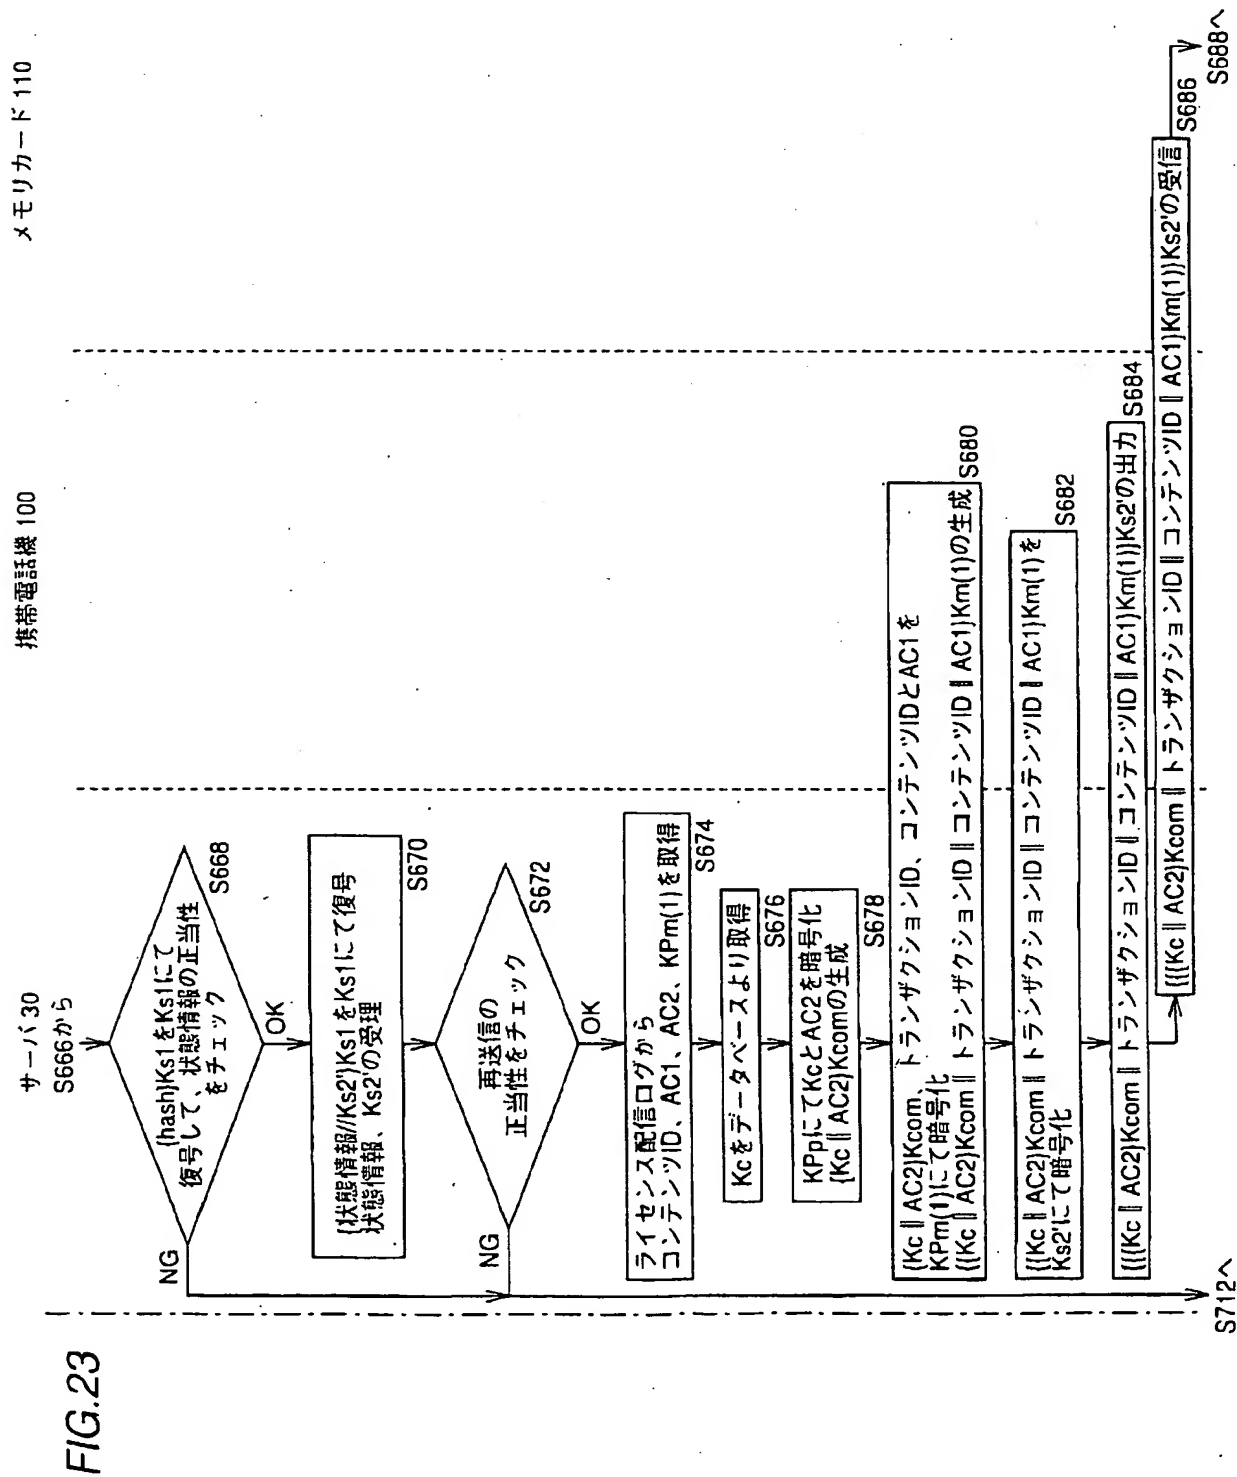 FIG.23
サーバ 30
携帯電話機 100
メモリカード 110
S666から
{hash}Ks1をKs1にて
復号して、状態情報の正当性
をチェック
S668
NG
OK
{状態情報//Ks2'}Ks1をKs1にて復号
状態情報、Ks2'の受理
S670
再送信の
正当性をチェック
S672
NG
OK
ライセンス配信ログから
コンテンツID、AC1、AC2、KPm(1)を取得
S674
Kcをデータベースより取得
S676
KPpにてKcとAC2を暗号化
{Kc∥AC2}Kcomの生成
S678
{Kc∥AC2}Kcom、トランザクションID、コンテンツIDとAC1を
KPm(1)にて暗号化
{{Kc∥AC2}Kcom∥トランザクションID∥コンテンツID∥AC1}Km(1)の生成
S680
{{Kc∥AC2}Kcom∥トランザクションID∥コンテンツID∥AC1}Km(1)を
Ks2'にて暗号化
S682
{{{Kc∥AC2}Kcom∥トランザクションID∥コンテンツID∥AC1}Km(1)}Ks2'の出力
S684
{{{Kc∥AC2}Kcom∥トランザクションID∥コンテンツID∥AC1}Km(1)}Ks2'の受信
S686
S712へ
S688へ